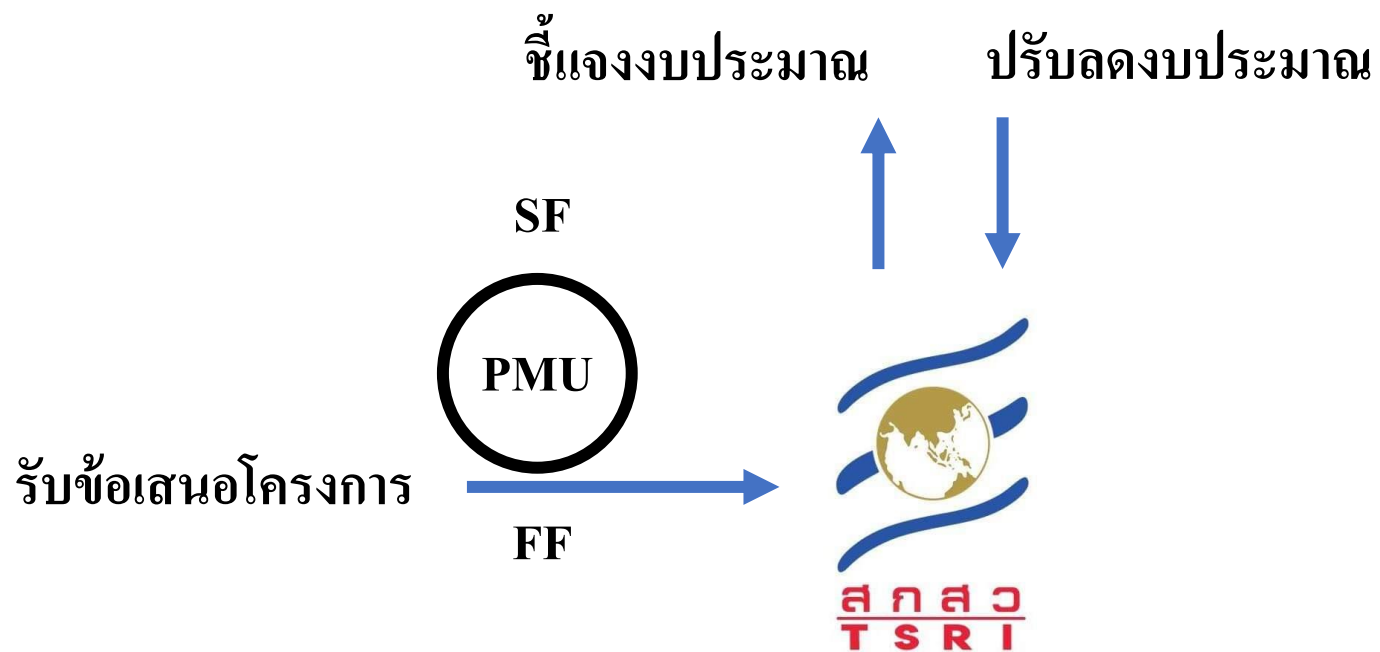 ชี้แจงงบประมาณ
ปรับลดงบประมาณ
SF
PMU
รับข้อเสนอโครงการ
FF
สกสว
TSRI